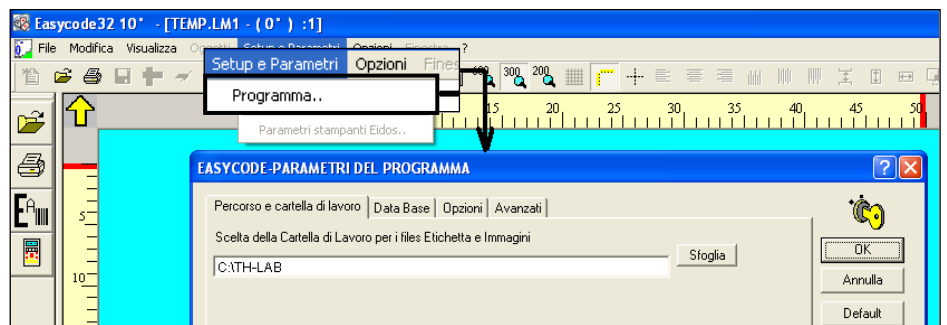 Easycode32 10° - [TEMP.LM1 - ( 0° ) :1]
File Modifica Visualizza Oggetti Setup e Parametri Opzioni Finestra ?
Setup e Parametri Opzioni Fines
300 200
Programma..
Parametri stampanti Eidos..
15 20 25 30 35 40 45 50
EASYCODE-PARAMETRI DEL PROGRAMMA
Percorso e cartella di lavoro Data Base Opzioni Avanzati
Scelta della Cartella di Lavoro per i files Etichetta e Immagini
C:\TH-LAB
Sfoglia
OK
Annulla
Default
EA
5
10